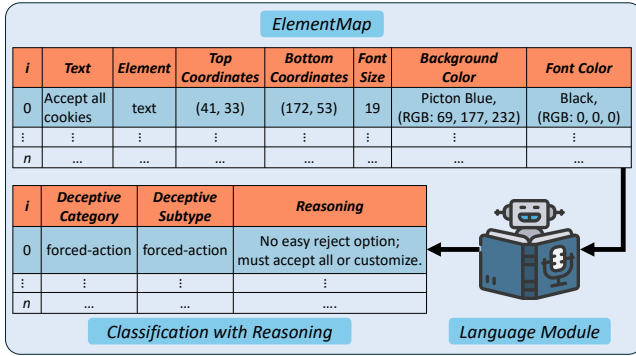 ElementMap
i Text Element Top Coordinates Bottom Coordinates Font Size Background Color Font Color
0 Accept all cookies text (41, 33) (172, 53) 19 Picton Blue, (RGB: 69, 177, 232) Black, (RGB: 0, 0, 0)
⋮ ⋮ ⋮ ⋮ ⋮ ⋮ ⋮ ⋮
n ... ... ... ... ... ... ...
i Deceptive Category Deceptive Subtype Reasoning
0 forced-action forced-action No easy reject option; must accept all or customize.
⋮ ⋮ ⋮ ⋮
n ... ... ....
Classification with Reasoning
Language Module